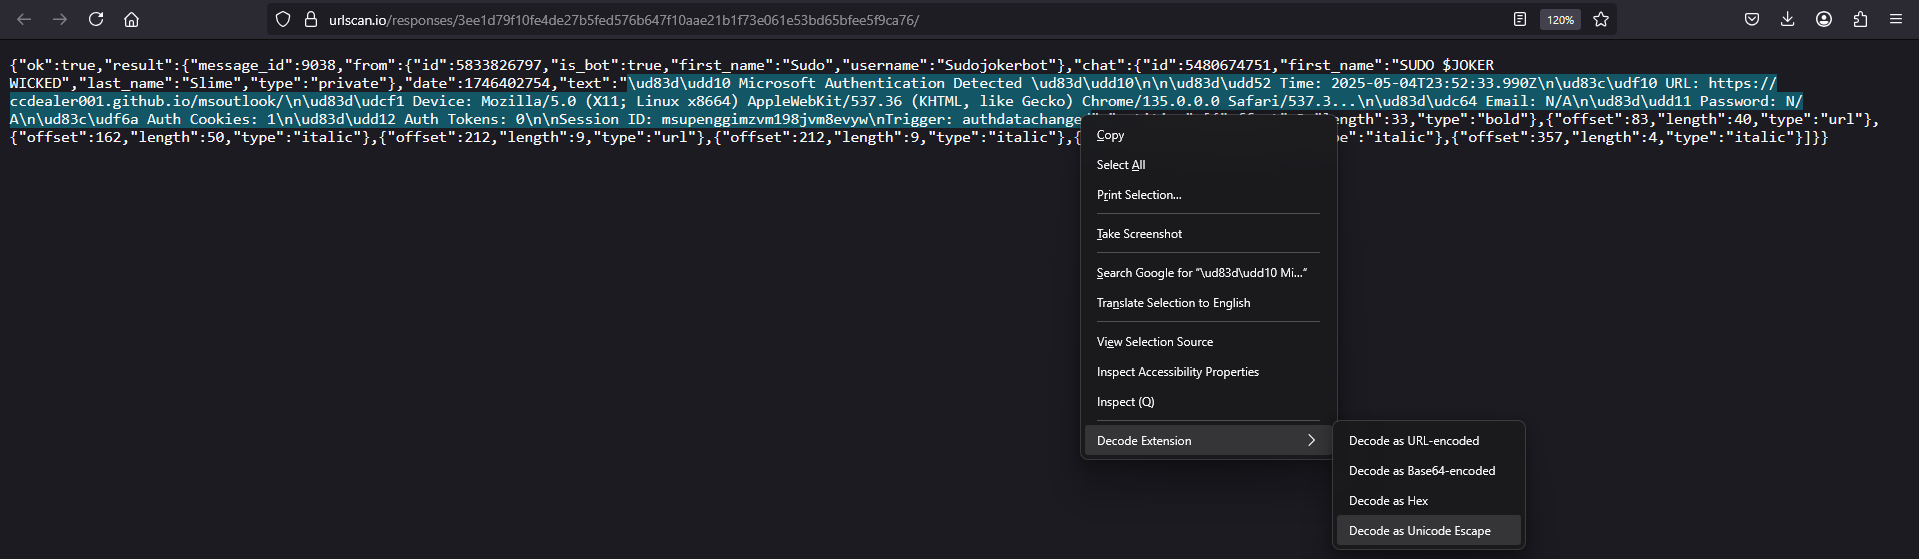 urlscan.io/responses/3ee1d79f10fe4de27b5fed576b647f10aae21b1f73e061e53bd65bfee5f9ca76/
120%
{"ok":true,"result":{"message_id":9038,"from":{"id":5833826797,"is_bot":true,"first_name":"Sudo","username":"Sudojokerbot"},"chat":{"id":5480674751,"first_name":"SUDO $JOKER
WICKED","last_name":"Slime","type":"private"},"date":1746402754,"text":"\ud83d\udd10 Microsoft Authentication Detected \ud83d\udd10\n\n\ud83d\udd52 Time: 2025-05-04T23:52:33.990Z\n\ud83c\udf10 URL: https://
ccdealer001.github.io/msoutlook/\n\ud83d\udcf1 Device: Mozilla/5.0 (X11; Linux x8664) AppleWebKit/537.36 (KHTML, like Gecko) Chrome/135.0.0.0 Safari/537.3...\n\ud83d\udc64 Email: N/A\n\ud83d\udd11 Password: N/
A\n\ud83c\udf6a Auth Cookies: 1\n\ud83d\udd12 Auth Tokens: 0\n\nSession ID: msupenggimzvm198jvm8evyw\nTrigger: authdatachange length":33,"type":"bold"},{"offset":83,"length":40,"type":"url"},
{"offset":162,"length":50,"type":"italic"},{"offset":212,"length":9,"type":"url"},{"offset":212,"length":9,"type":"italic"},{ pe":"italic"},{"offset":357,"length":4,"type":"italic"}]}}
Copy
Select All
Print Selection...
Take Screenshot
Search Google for "\ud83d\udd10 Mi..."
Translate Selection to English
View Selection Source
Inspect Accessibility Properties
Inspect (Q)
Decode Extension
Decode as URL-encoded
Decode as Base64-encoded
Decode as Hex
Decode as Unicode Escape